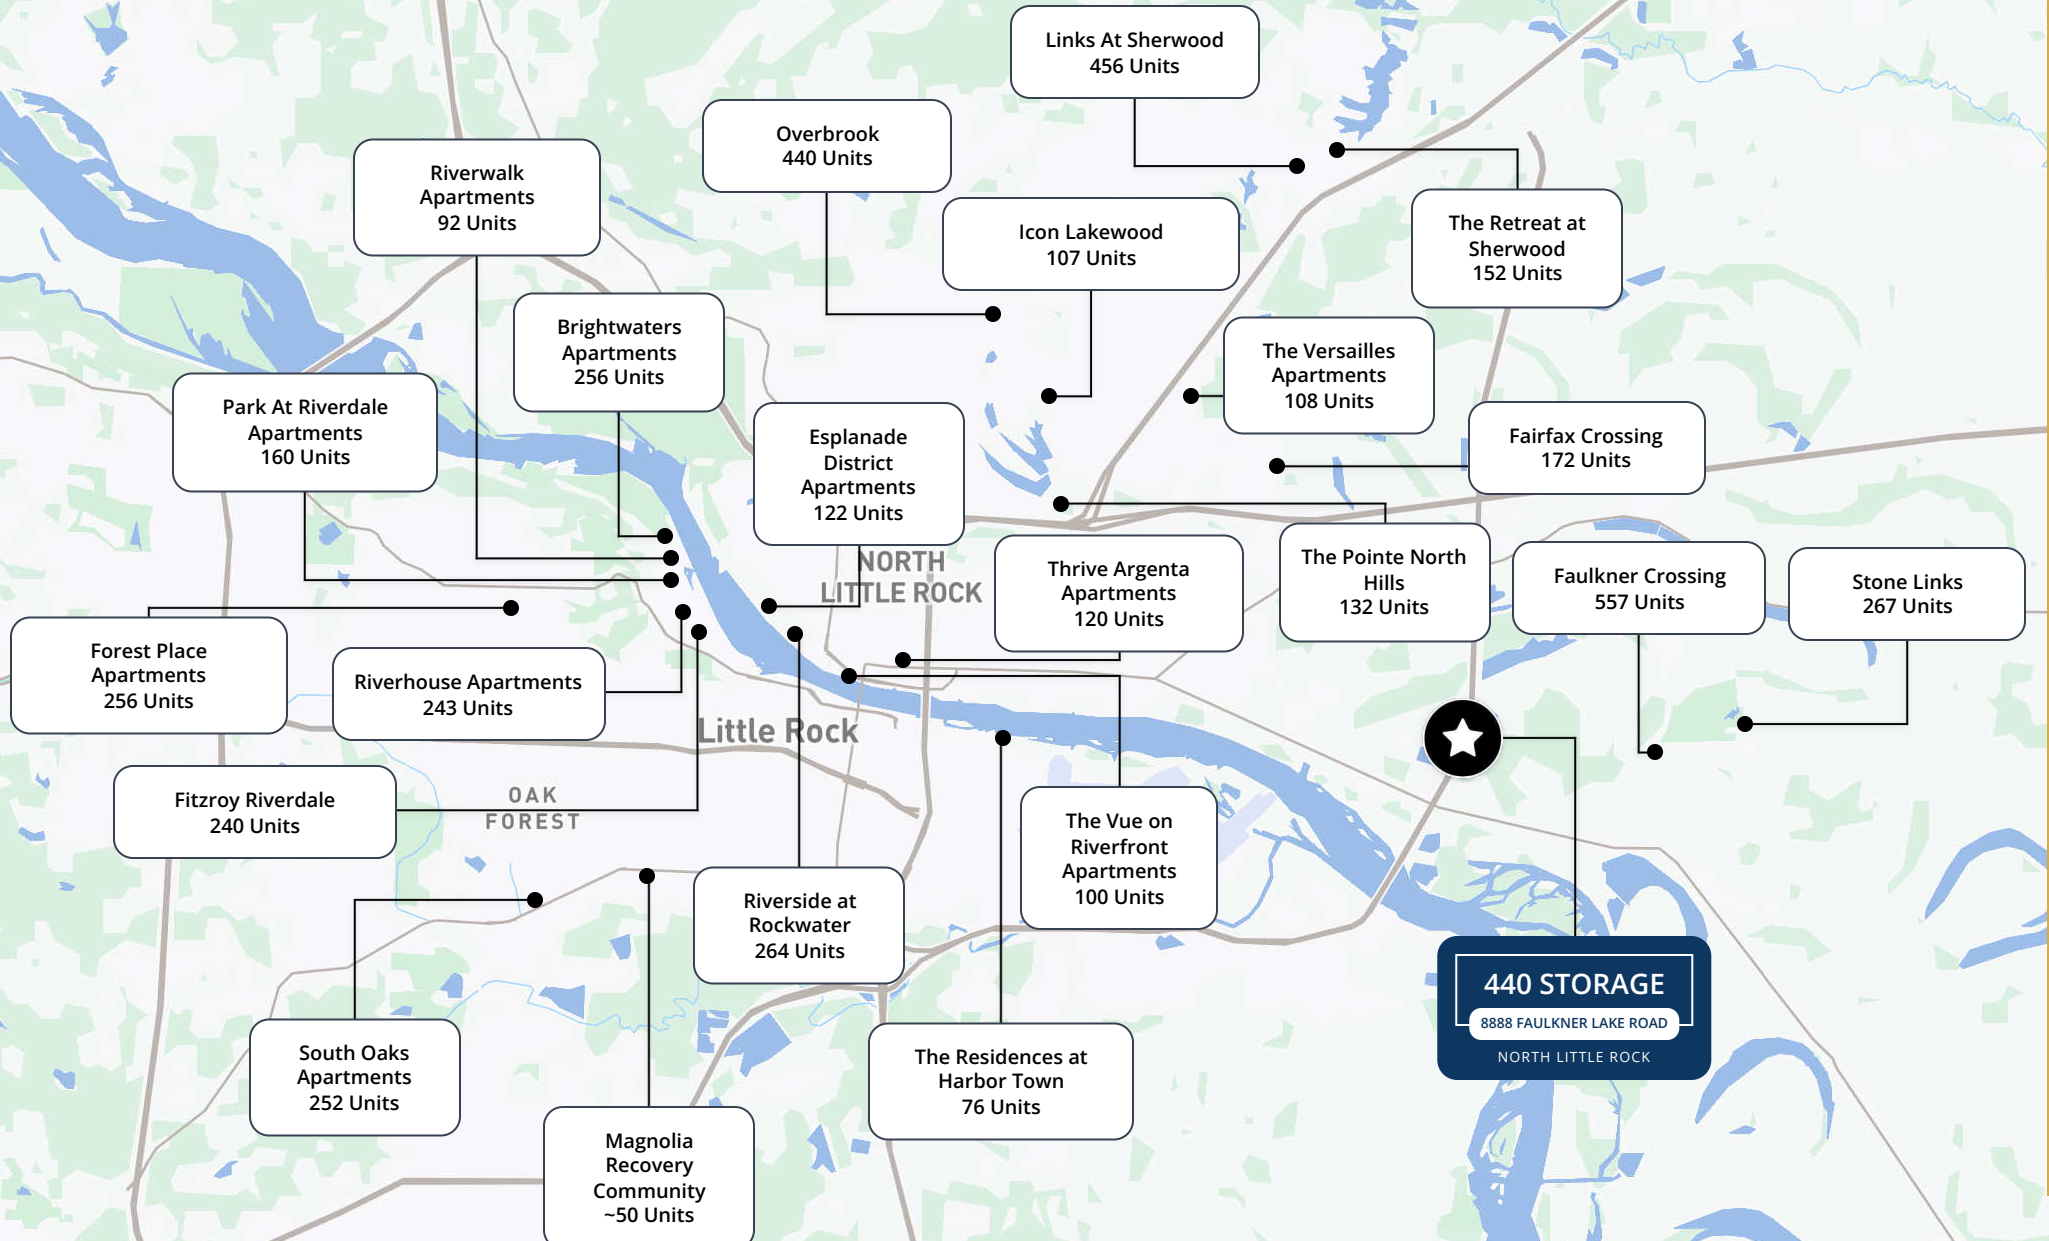 Links At Sherwood
456 Units
Overbrook
440 Units
Riverwalk
Apartments
92 Units
Icon Lakewood
107 Units
The Retreat at
Sherwood
152 Units
Brightwaters
Apartments
256 Units
The Versailles
Apartments
108 Units
Park At Riverdale
Apartments
160 Units
Esplanade
District
Apartments
122 Units
Fairfax Crossing
172 Units
NORTH
LITTLE ROCK
Thrive Argenta
Apartments
120 Units
The Pointe North
Hills
132 Units
Faulkner Crossing
557 Units
Stone Links
267 Units
Forest Place
Apartments
256 Units
Riverhouse Apartments
243 Units
Little Rock
Fitzroy Riverdale
240 Units
OAK
FOREST
The Vue on
Riverfront
Apartments
100 Units
Riverside at
Rockwater
264 Units
440 STORAGE
8888 FAULKNER LAKE ROAD
NORTH LITTLE ROCK
South Oaks
Apartments
252 Units
The Residences at
Harbor Town
76 Units
Magnolia
Recovery
Community
~50 Units